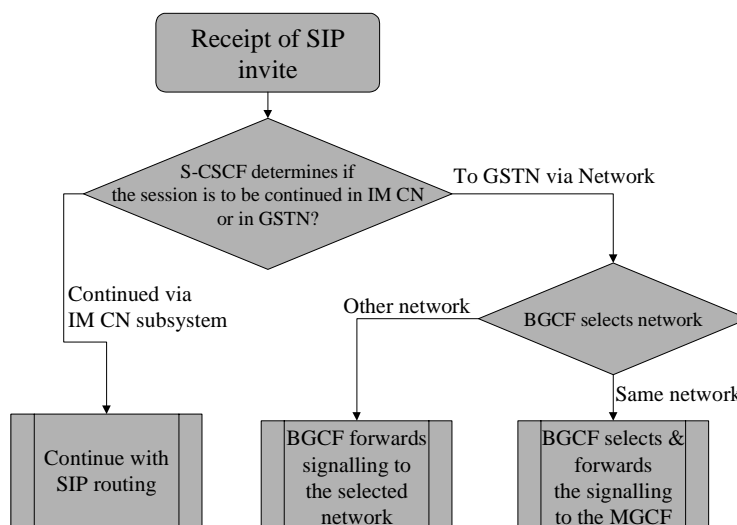 Receipt of SIP
invite
S-CSCF determines if
the session is to be continued in IM CN
or in GSTN?
To GSTN via Network
Continued via
IM CN subsystem
Other network
BGCF selects network
Same network
Continue with
SIP routing
BGCF forwards
signalling to
the selected
network
BGCF selects &
forwards
the signalling
to the MGCF